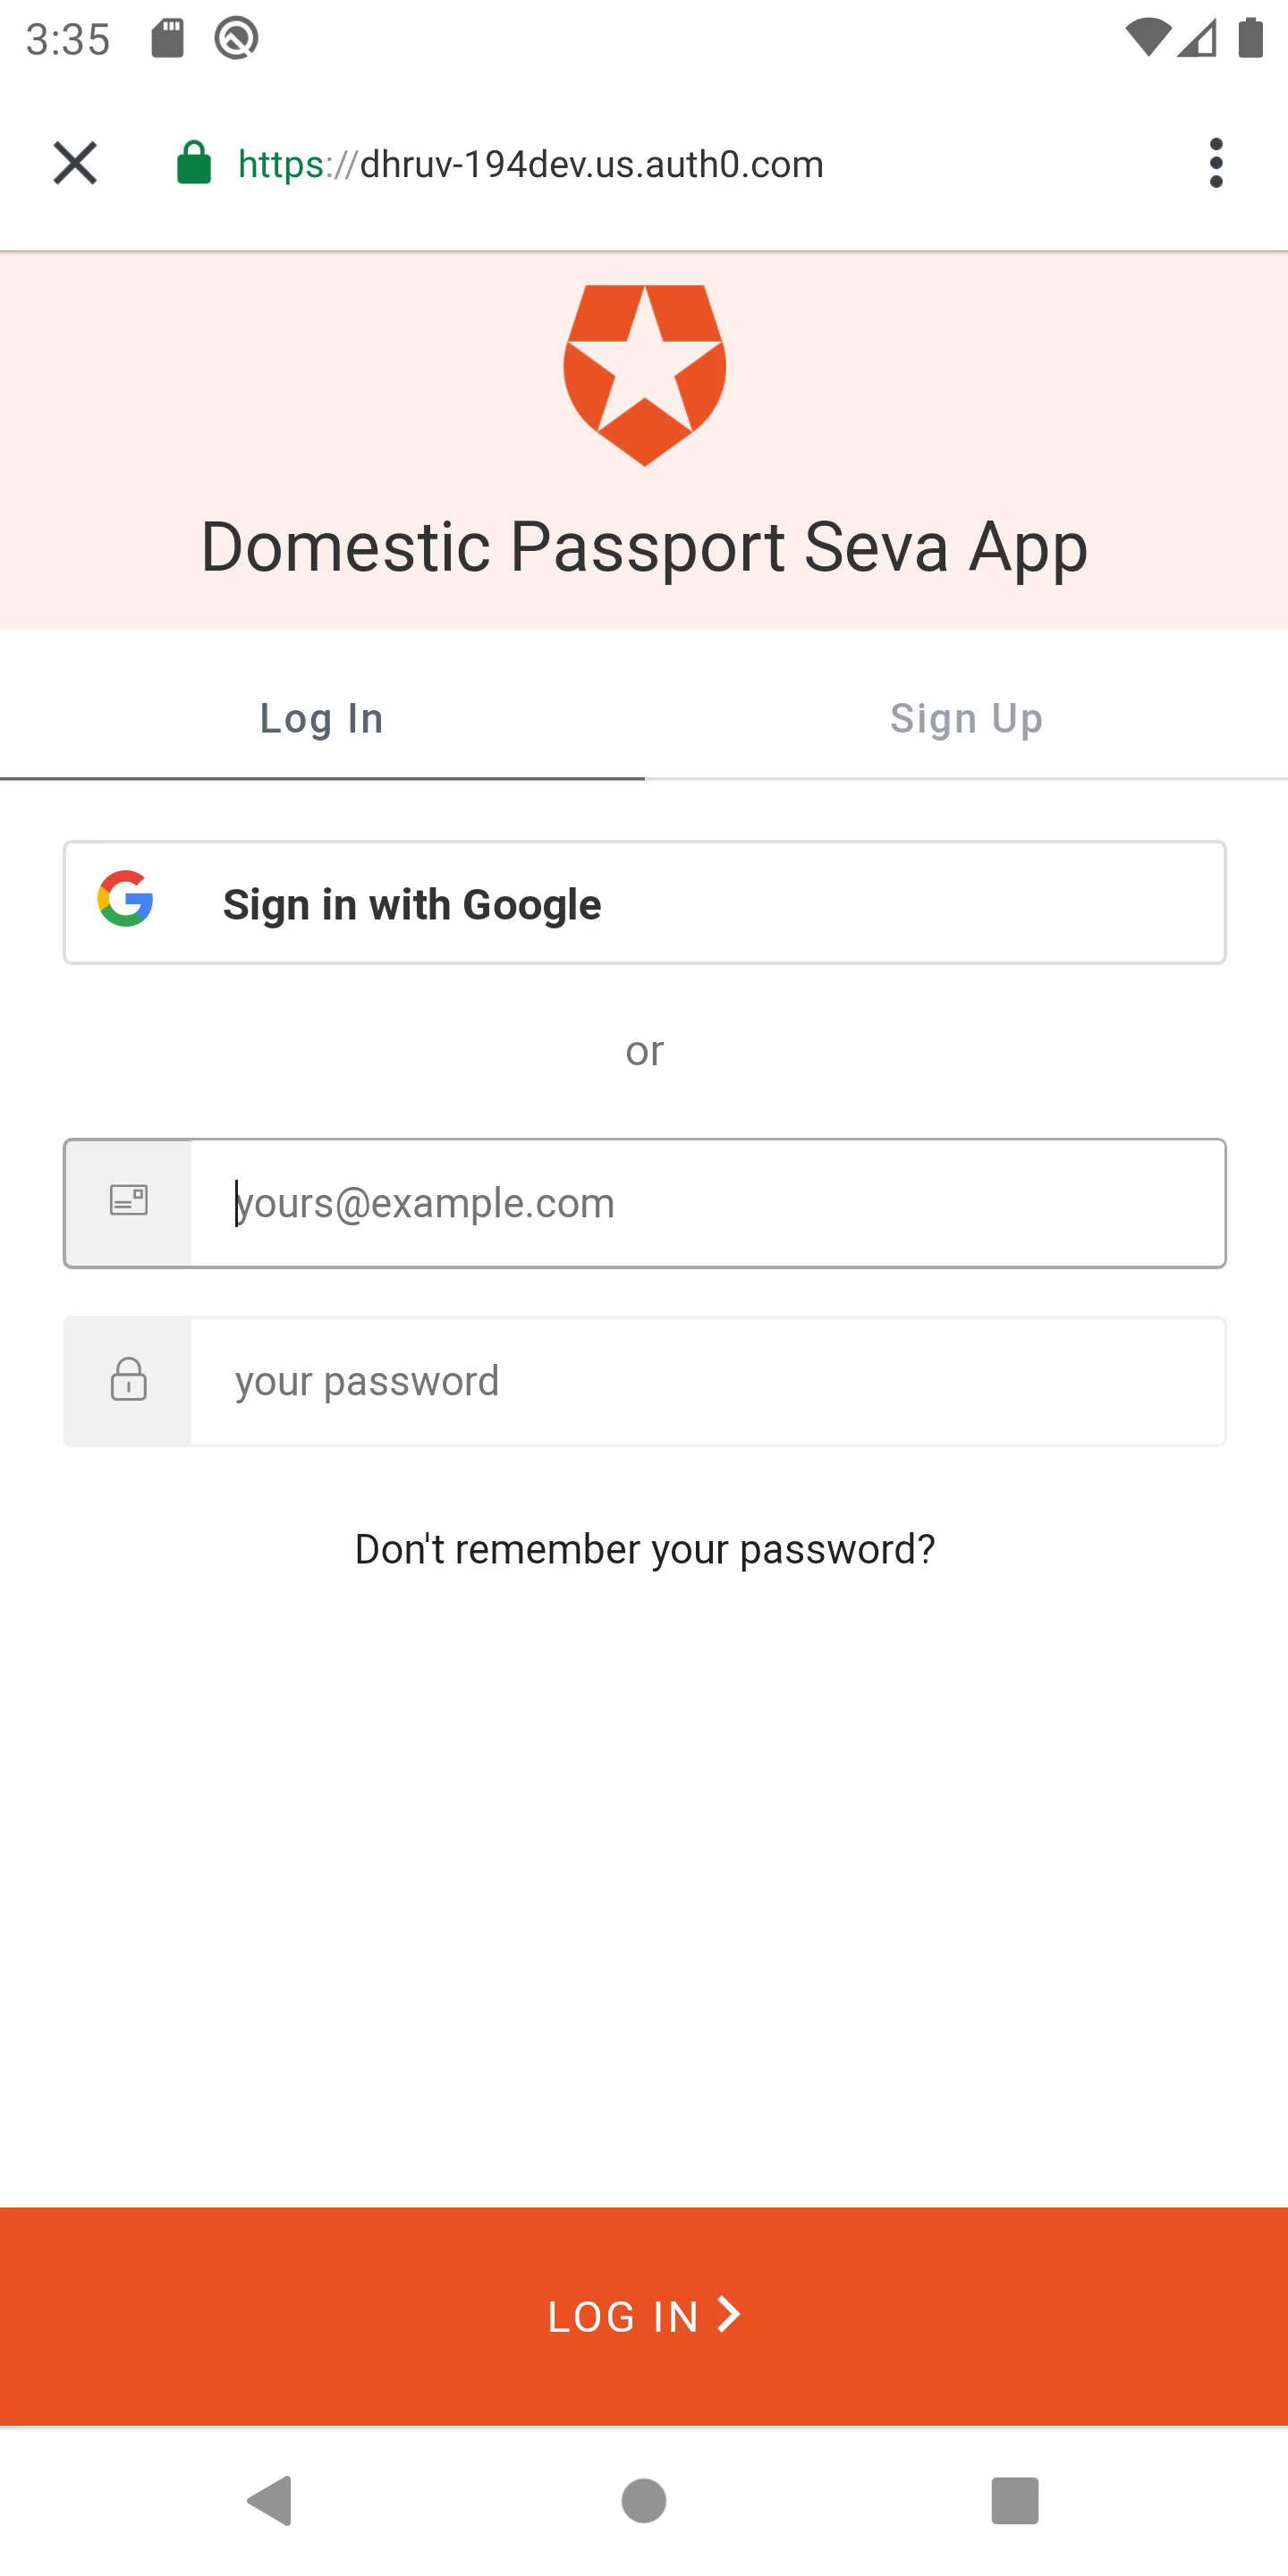 3:35
https://dhruv-194dev.us.auth0.com
Domestic Passport Seva App
Log In
Sign Up
Sign in with Google
or
yours@example.com
your password
Don't remember your password?
LOG IN